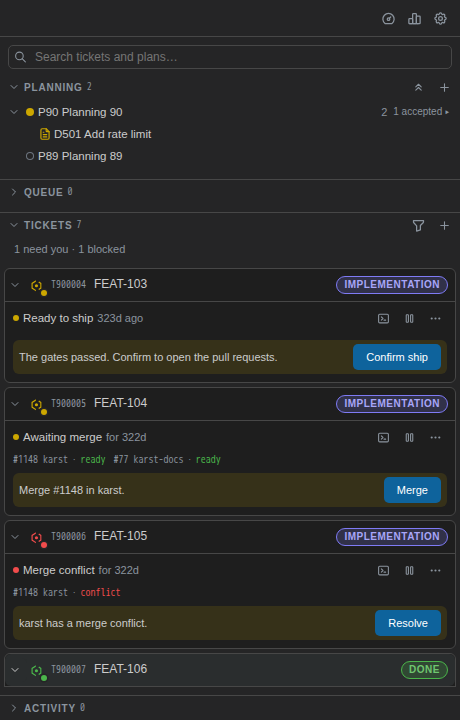 Search tickets and plans…
PLANNING 2
P90 Planning 90 2 1 accepted ▸
D501 Add rate limit
P89 Planning 89
QUEUE 0
TICKETS 7
1 need you · 1 blocked
T900004 FEAT-103 IMPLEMENTATION
Ready to ship 323d ago
The gates passed. Confirm to open the pull requests. Confirm ship
T900005 FEAT-104 IMPLEMENTATION
Awaiting merge for 322d
#1148 karst · ready #77 karst-docs · ready
Merge #1148 in karst. Merge
T900006 FEAT-105 IMPLEMENTATION
Merge conflict for 322d
#1148 karst · conflict
karst has a merge conflict. Resolve
T900007 FEAT-106 DONE
ACTIVITY 0